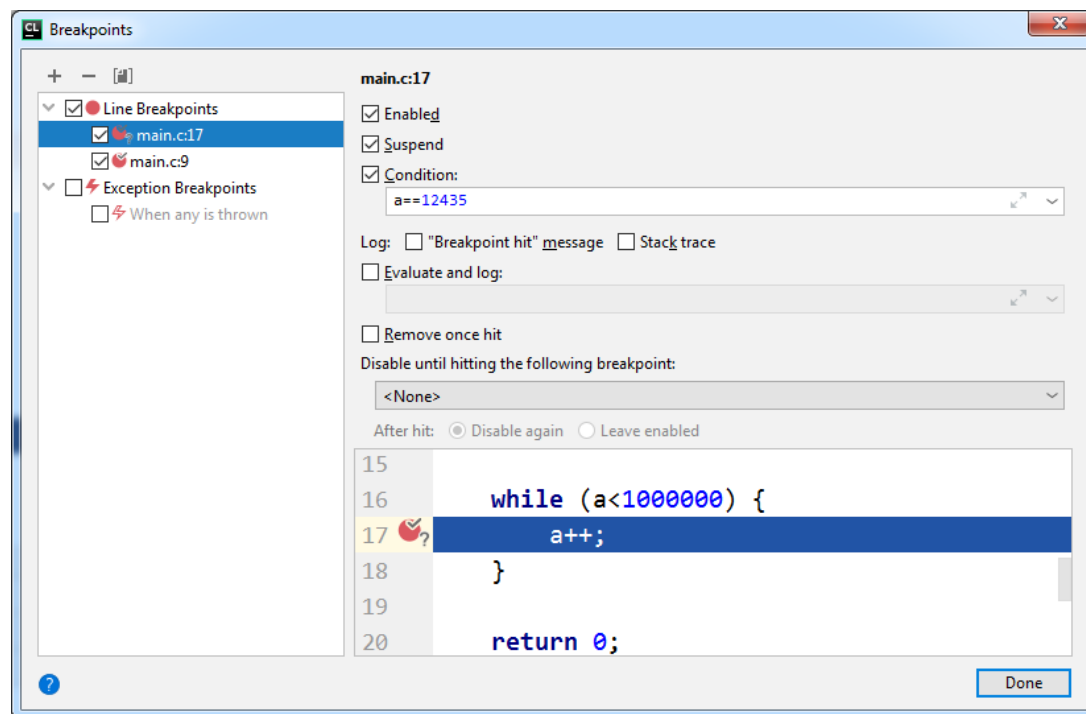 CL Breakpoints
main.c:17
Line Breakpoints
main.c:17
main.c:9
Exception Breakpoints
When any is thrown
Enabled
Suspend
Condition:
a==12435
Log: "Breakpoint hit" message Stack trace
Evaluate and log:
Remove once hit
Disable until hitting the following breakpoint:
<None>
After hit: Disable again Leave enabled
15
16 while (a<1000000) {
17 ? a++;
18 }
19
20 return 0;
? Done